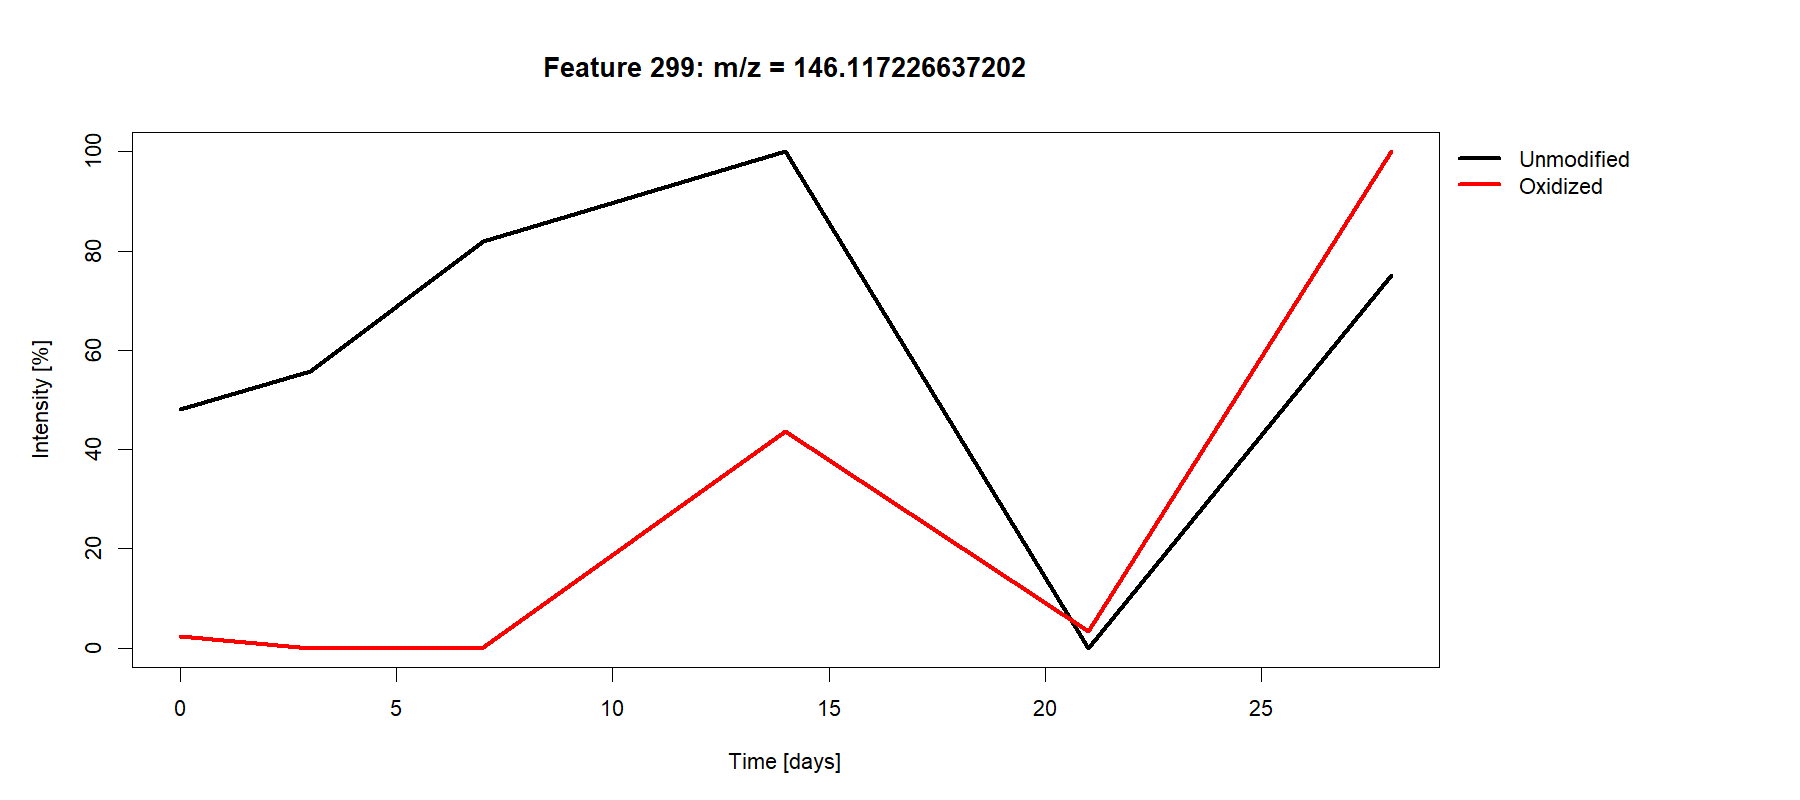 Feature 299: m/z = 146.117226637202
Unmodified
Oxidized
Intensity [%]
100
80
60
40
20
0
0 5 10 15 20 25
Time [days]